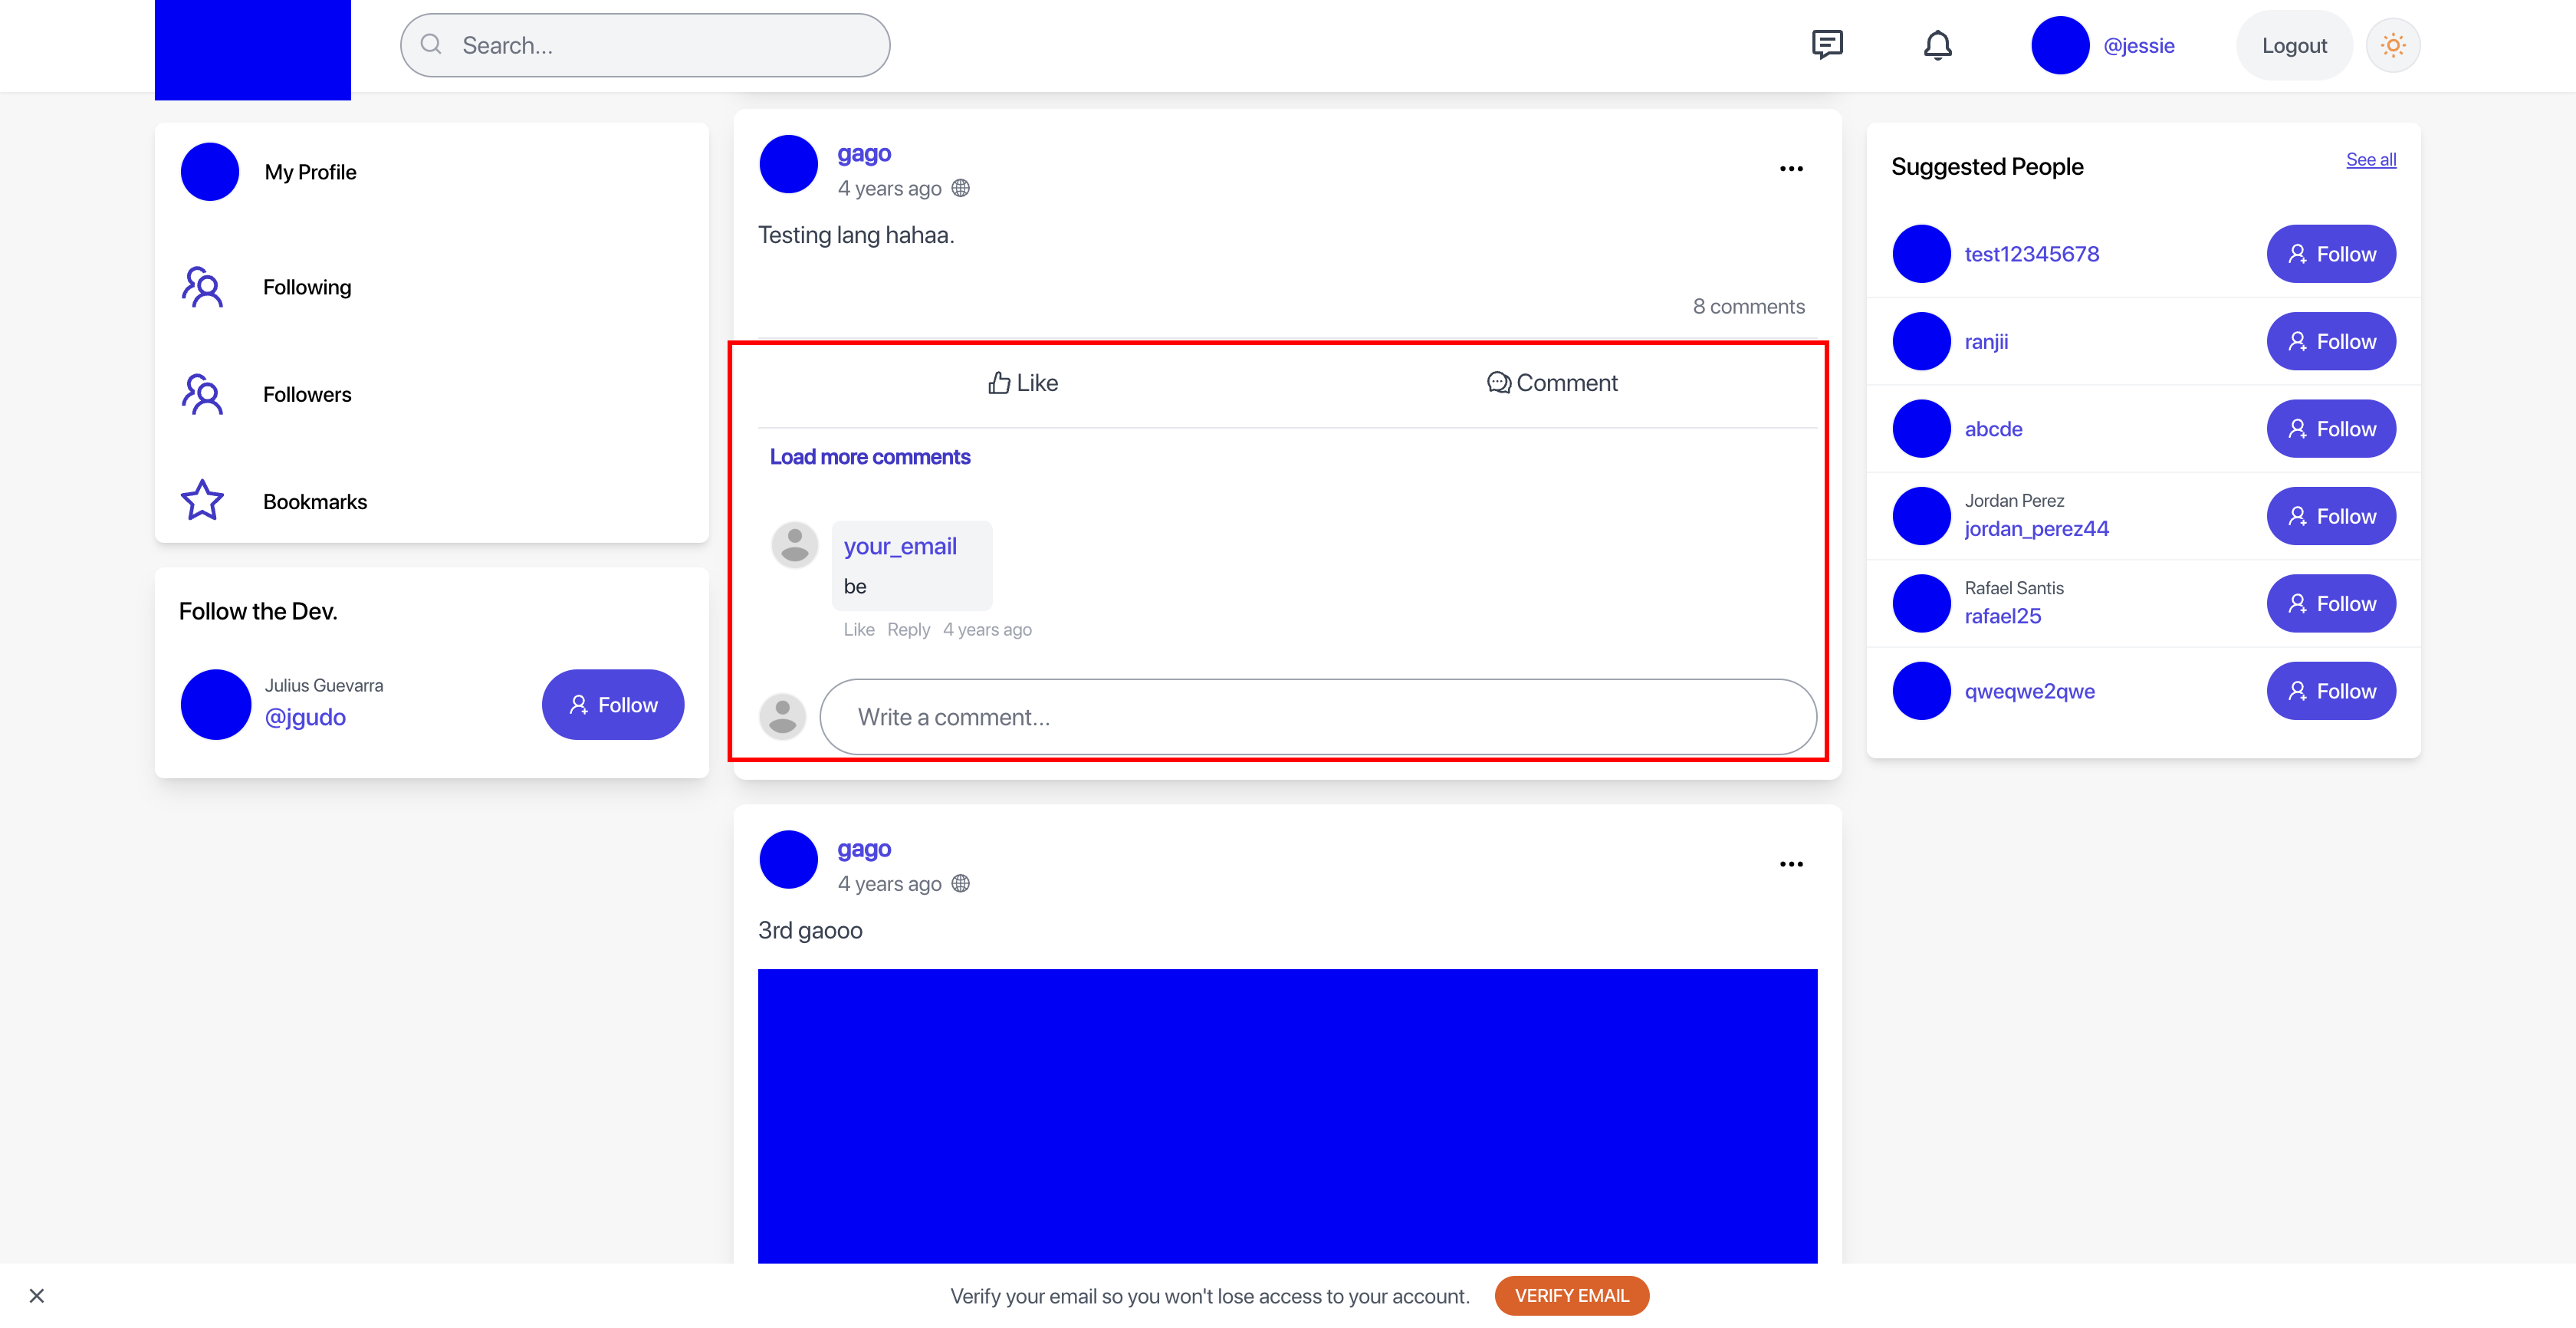 Search...
@jessie
Logout
My Profile
Following
Followers
Bookmarks
Follow the Dev.
Julius Guevarra
@jgudo
Follow
gago
4 years ago
Testing lang hahaa.
8 comments
Like
Comment
Load more comments
your_email
be
Like Reply 4 years ago
Write a comment...
gago
4 years ago
3rd gaooo
Suggested People
See all
test12345678
Follow
ranjii
Follow
abcde
Follow
Jordan Perez
jordan_perez44
Follow
Rafael Santis
rafael25
Follow
qweqwe2qwe
Follow
Verify your email so you won't lose access to your account.
VERIFY EMAIL